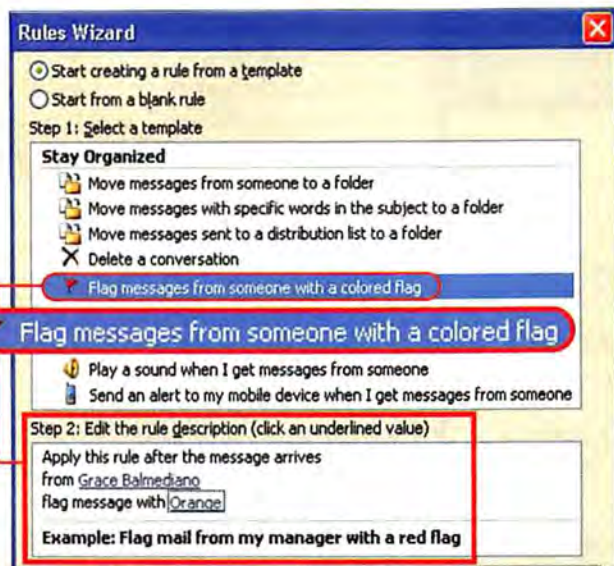 Rules Wizard
Start creating a rule from a template
Start from a blank rule
Step 1: Select a template
Stay Organized
Move messages from someone to a folder
Move messages with specific words in the subject to a folder
Move messages sent to a distribution list to a folder
Delete a conversation
Flag messages from someone with a colored flag
Flag messages from someone with a colored flag
Play a sound when I get messages from someone
Send an alert to my mobile device when I get messages from someone
Step 2: Edit the rule description (click an underlined value)
Apply this rule after the message arrives
from Grace Balmediano
flag message with Orange
Example: Flag mail from my manager with a red flag